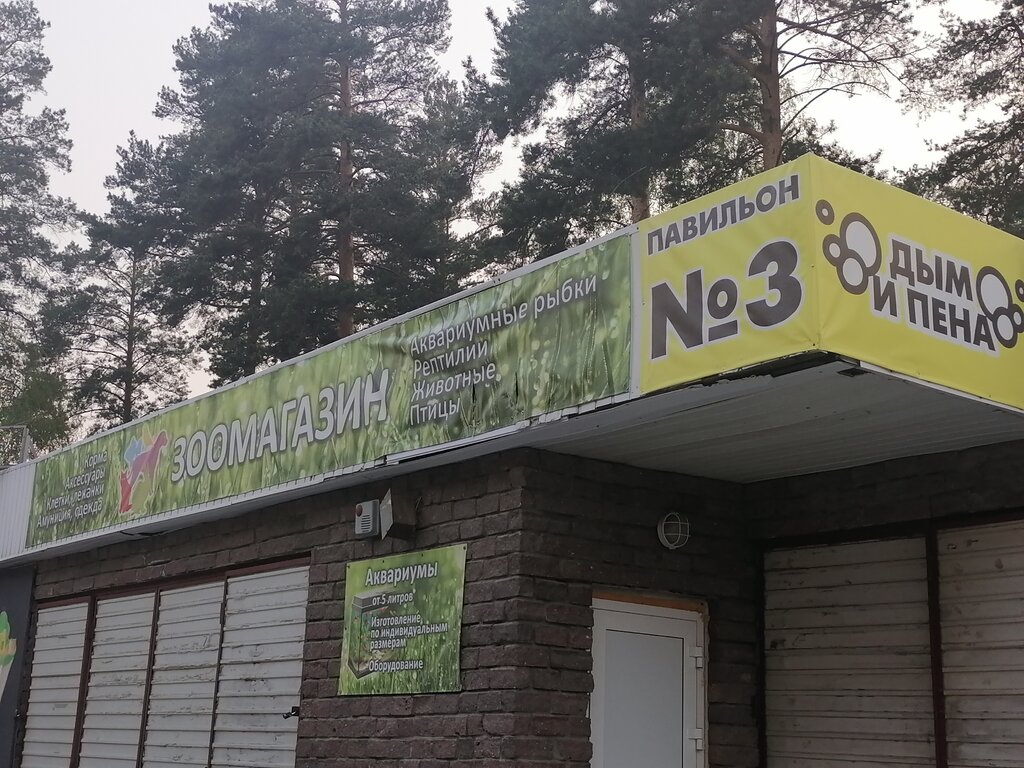 Корма
Аксессуары
Клетки, лежанки
Амуниция, одежда
ЗООМАГАЗИН
Аквариумные рыбки
Рептилии
Животные
Птицы
ПАВИЛЬОН
№3
ДЫМ
И ПЕНА
Аквариумы
от 5 литров
Изготовление
по индивидуальным
размерам
Оборудование